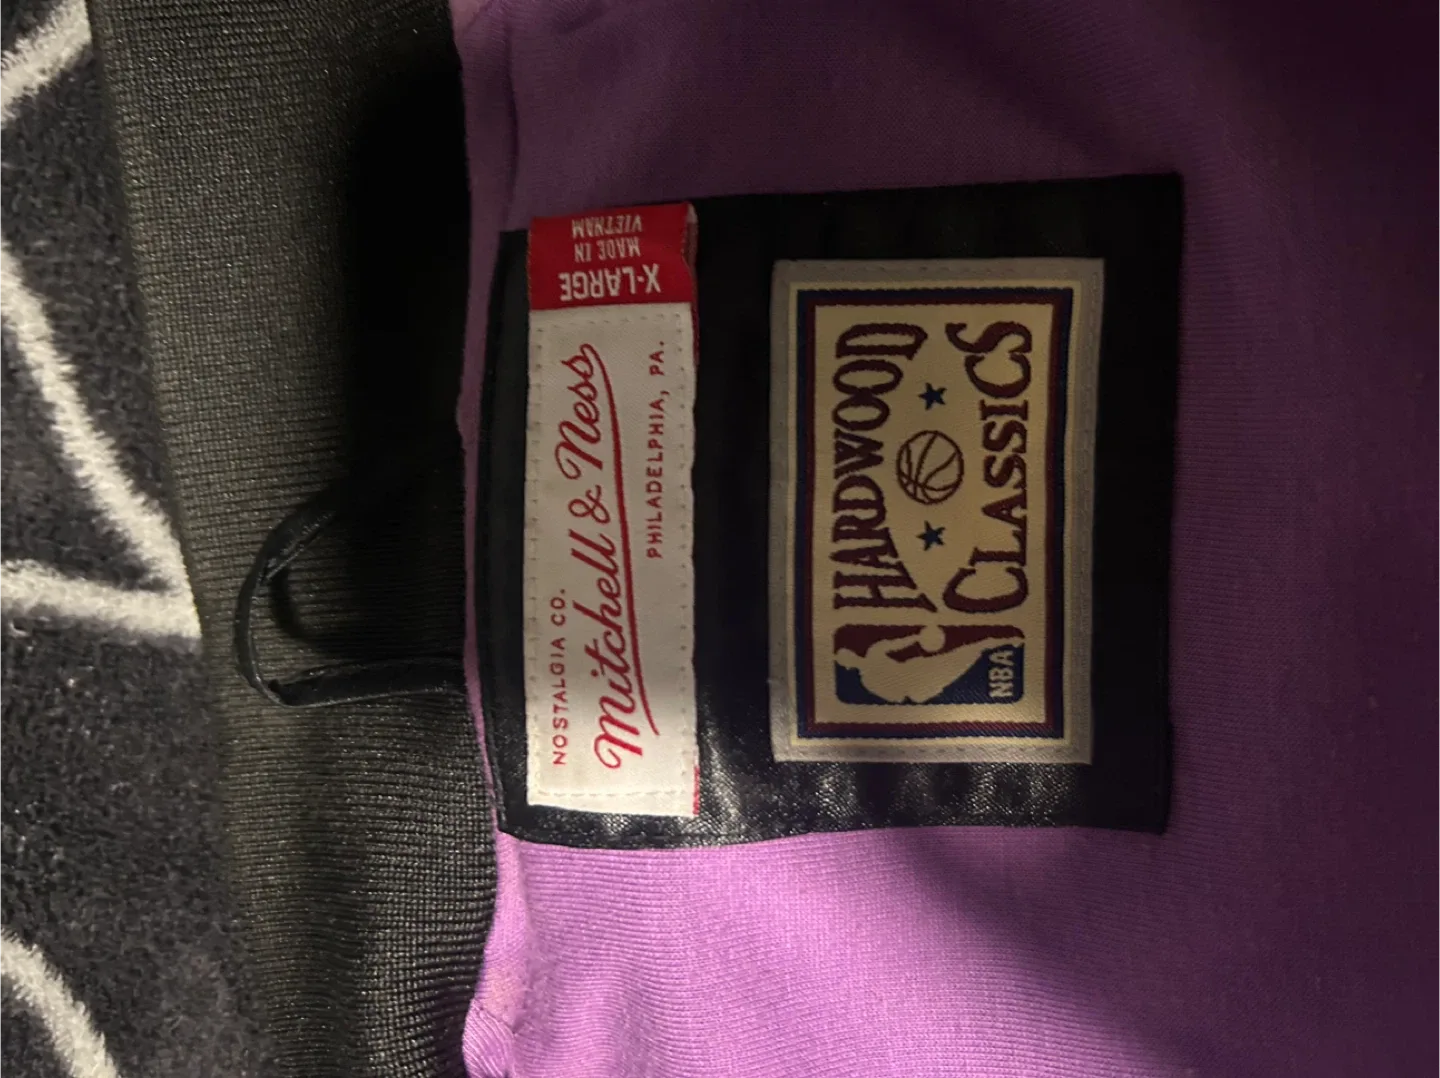 NOSTALGIA CO.
Mitchell & Ness
PHILADELPHIA, PA.
X-LARGE
MADE IN
VIETNAM
HARDWOOD
CLASSICS
NBA